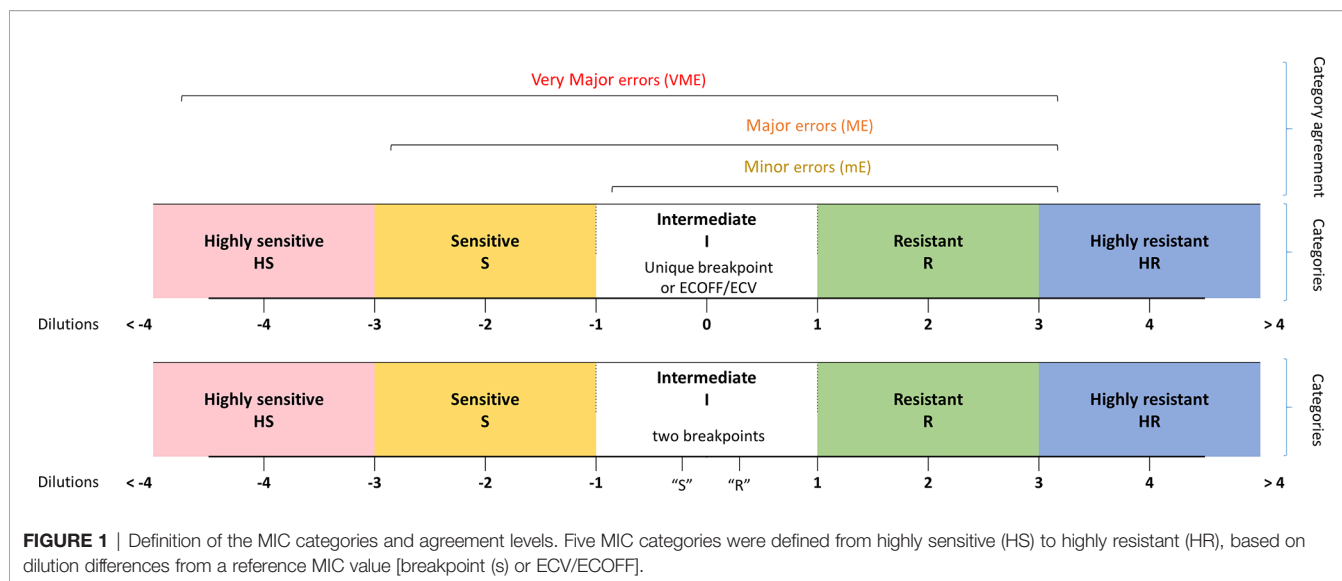 Very Major errors (VME)
Major errors (ME)
Minor errors (mE)
Category agreement
Highly sensitive
HS
Sensitive
S
Intermediate
I
Unique breakpoint
or ECOFF/ECV
Resistant
R
Highly resistant
HR
Categories
Dilutions < -4 -4 -3 -2 -1 0 1 2 3 4 > 4
Highly sensitive
HS
Sensitive
S
Intermediate
I
two breakpoints
Resistant
R
Highly resistant
HR
Categories
Dilutions < -4 -4 -3 -2 -1 “S” “R” 1 2 3 4 > 4
FIGURE 1 | Definition of the MIC categories and agreement levels. Five MIC categories were defined from highly sensitive (HS) to highly resistant (HR), based on
dilution differences from a reference MIC value [breakpoint (s) or ECV/ECOFF].